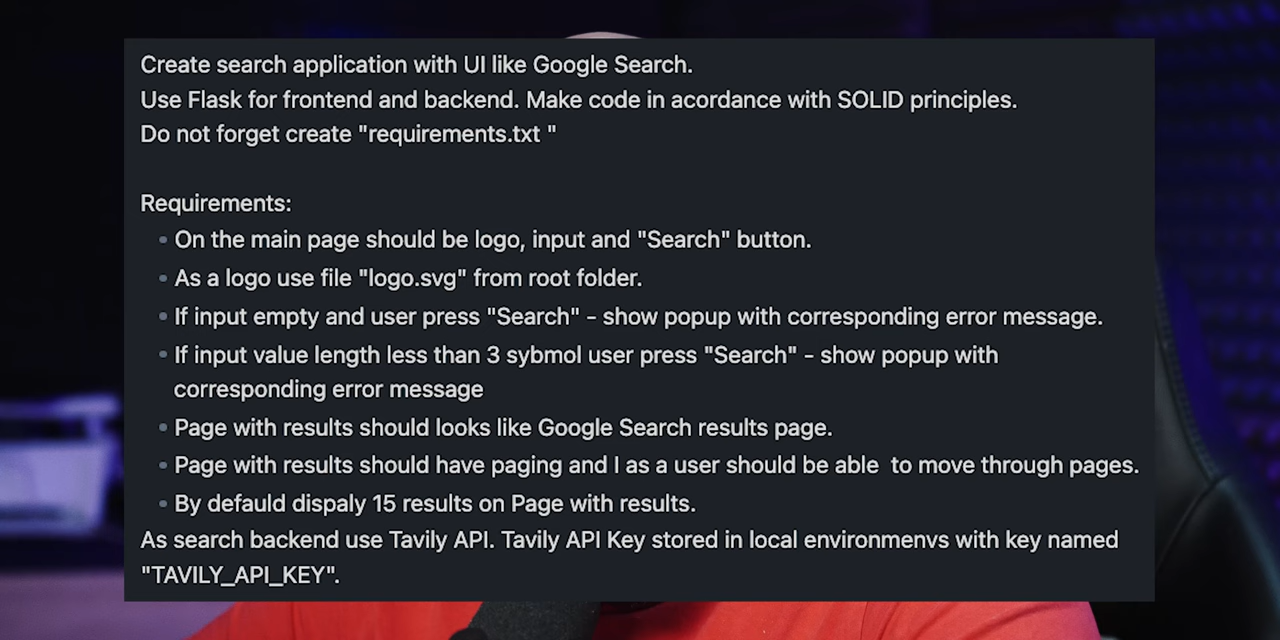 Create search application with UI like Google Search.
Use Flask for frontend and backend. Make code in acordance with SOLID principles.
Do not forget create "requirements.txt "
Requirements:
• On the main page should be logo, input and "Search" button.
• As a logo use file "logo.svg" from root folder.
• If input empty and user press "Search" - show popup with corresponding error message.
• If input value length less than 3 sybmol user press "Search" - show popup with
corresponding error message
• Page with results should looks like Google Search results page.
• Page with results should have paging and I as a user should be able  to move through pages.
• By defauld dispaly 15 results on Page with results.
As search backend use Tavily API. Tavily API Key stored in local environmenvs with key named
"TAVILY_API_KEY".